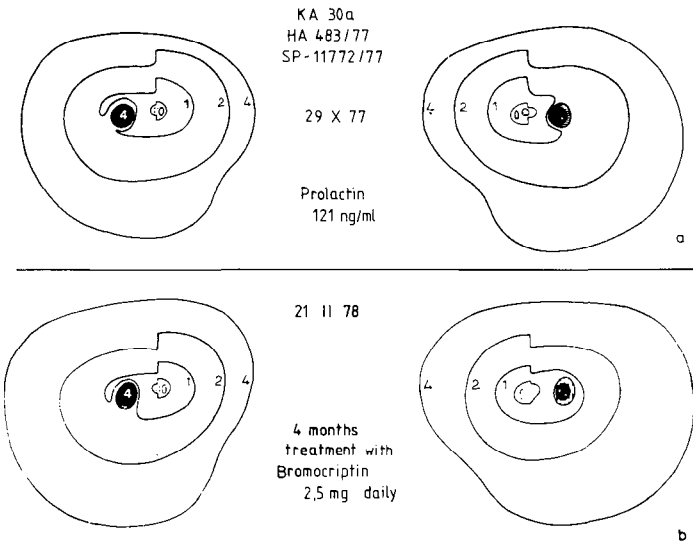 KA 30a
HA 483/77
SP-11772/77
4
1
2
4
29 X 77
4
2
1
Prolactin
121 ng/ml
a
21 II 78
4
1
2
4
4
2
1
4 months
treatment with
Bromocriptin
2,5 mg daily
b